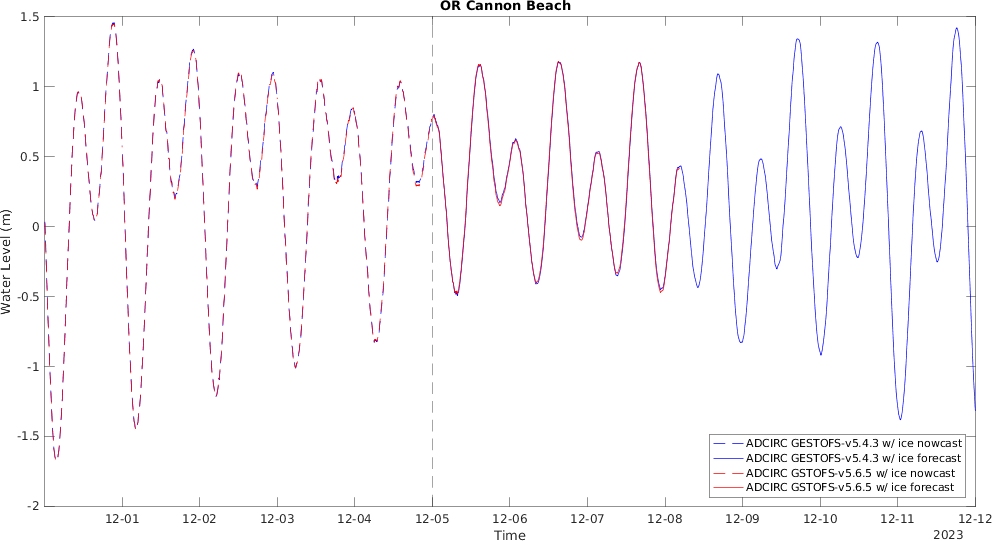 OR Cannon Beach
1.5
1
0.5
0
-0.5
-1
-1.5
-2
Water Level (m)
ADCIRC GESTOFS-v5.4.3 w/ ice nowcast
ADCIRC GESTOFS-v5.4.3 w/ ice forecast
ADCIRC GSTOFS-v5.6.5 w/ ice nowcast
ADCIRC GSTOFS-v5.6.5 w/ ice forecast
12-01 12-02 12-03 12-04 12-05 12-06 12-07 12-08 12-09 12-10 12-11 12-12
Time
2023